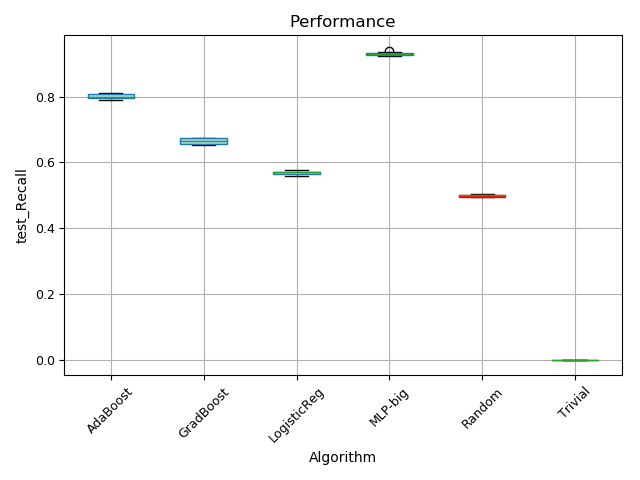 Performance
test_Recall
0.8
0.6
0.4
0.2
0.0
AdaBoost
GradBoost
LogisticReg
MLP-big
Random
Trivial
Algorithm